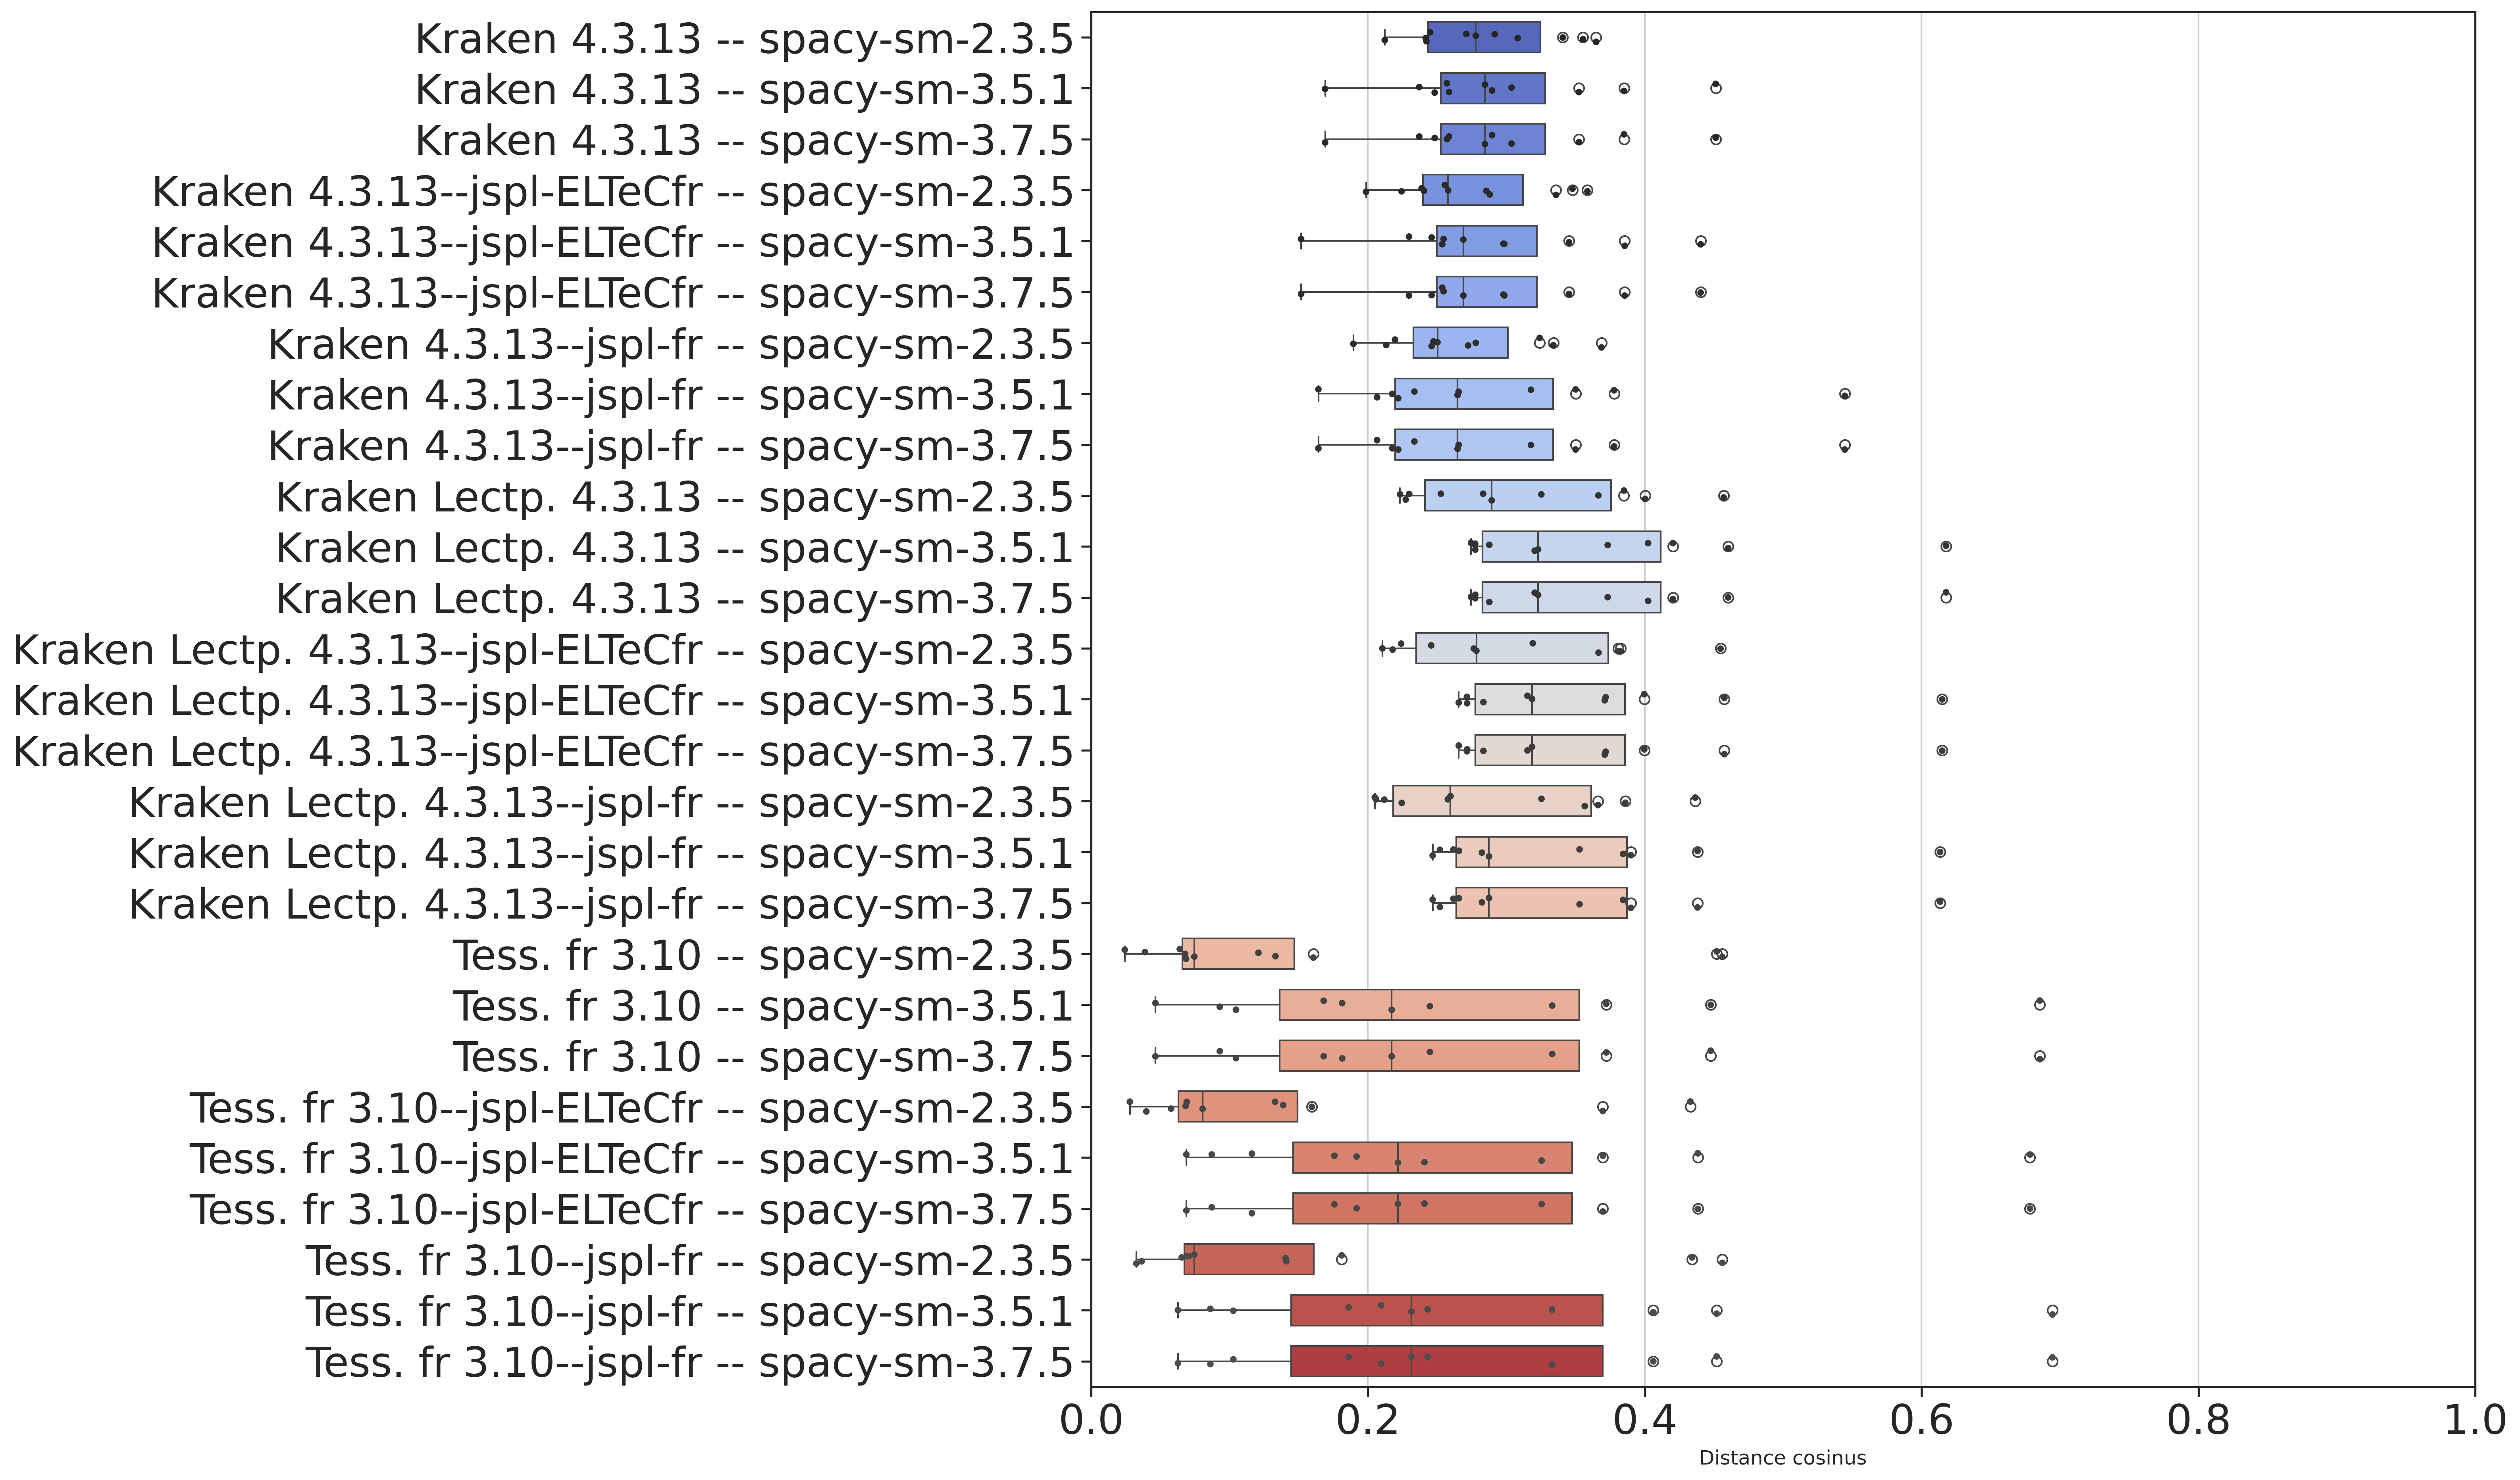 Kraken 4.3.13 -- spacy-sm-2.3.5
Kraken 4.3.13 -- spacy-sm-3.5.1
Kraken 4.3.13 -- spacy-sm-3.7.5
Kraken 4.3.13--jspl-ELTeCfr -- spacy-sm-2.3.5
Kraken 4.3.13--jspl-ELTeCfr -- spacy-sm-3.5.1
Kraken 4.3.13--jspl-ELTeCfr -- spacy-sm-3.7.5
Kraken 4.3.13--jspl-fr -- spacy-sm-2.3.5
Kraken 4.3.13--jspl-fr -- spacy-sm-3.5.1
Kraken 4.3.13--jspl-fr -- spacy-sm-3.7.5
Kraken Lectp. 4.3.13 -- spacy-sm-2.3.5
Kraken Lectp. 4.3.13 -- spacy-sm-3.5.1
Kraken Lectp. 4.3.13 -- spacy-sm-3.7.5
Kraken Lectp. 4.3.13--jspl-ELTeCfr -- spacy-sm-2.3.5
Kraken Lectp. 4.3.13--jspl-ELTeCfr -- spacy-sm-3.5.1
Kraken Lectp. 4.3.13--jspl-ELTeCfr -- spacy-sm-3.7.5
Kraken Lectp. 4.3.13--jspl-fr -- spacy-sm-2.3.5
Kraken Lectp. 4.3.13--jspl-fr -- spacy-sm-3.5.1
Kraken Lectp. 4.3.13--jspl-fr -- spacy-sm-3.7.5
Tess. fr 3.10 -- spacy-sm-2.3.5
Tess. fr 3.10 -- spacy-sm-3.5.1
Tess. fr 3.10 -- spacy-sm-3.7.5
Tess. fr 3.10--jspl-ELTeCfr -- spacy-sm-2.3.5
Tess. fr 3.10--jspl-ELTeCfr -- spacy-sm-3.5.1
Tess. fr 3.10--jspl-ELTeCfr -- spacy-sm-3.7.5
Tess. fr 3.10--jspl-fr -- spacy-sm-2.3.5
Tess. fr 3.10--jspl-fr -- spacy-sm-3.5.1
Tess. fr 3.10--jspl-fr -- spacy-sm-3.7.5
0.0 0.2 0.4 0.6 0.8 1.0
Distance cosinus